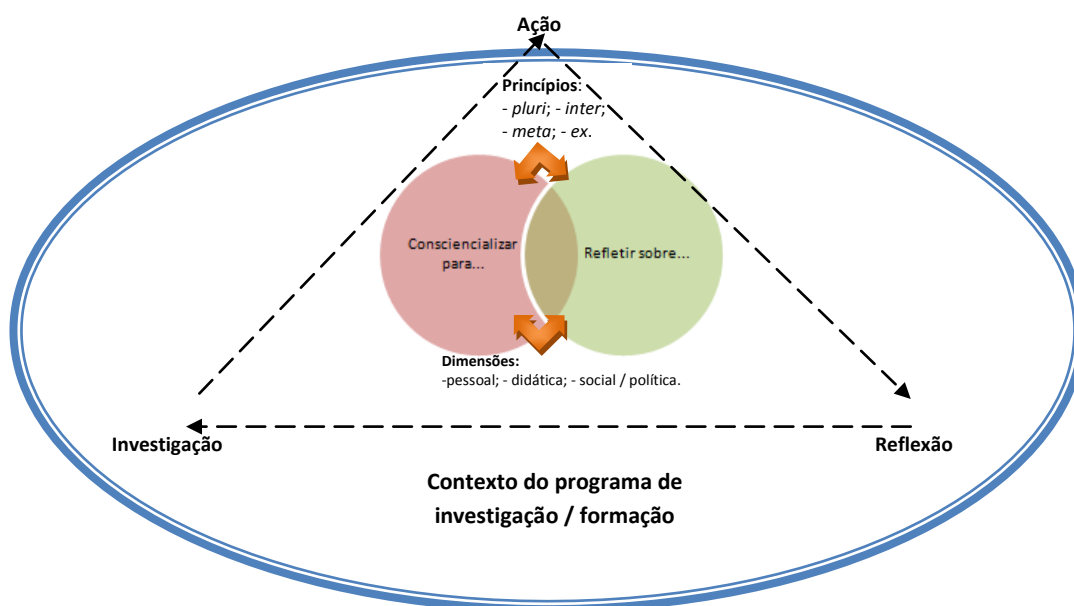 Ação
Princípios:
- pluri; - inter;
- meta; - ex.
Consciencializar
para...
Refletir sobre...
Dimensões:
-pessoal; - didática; - social / política.
Investigação
Reflexão
Contexto do programa de
investigação / formação